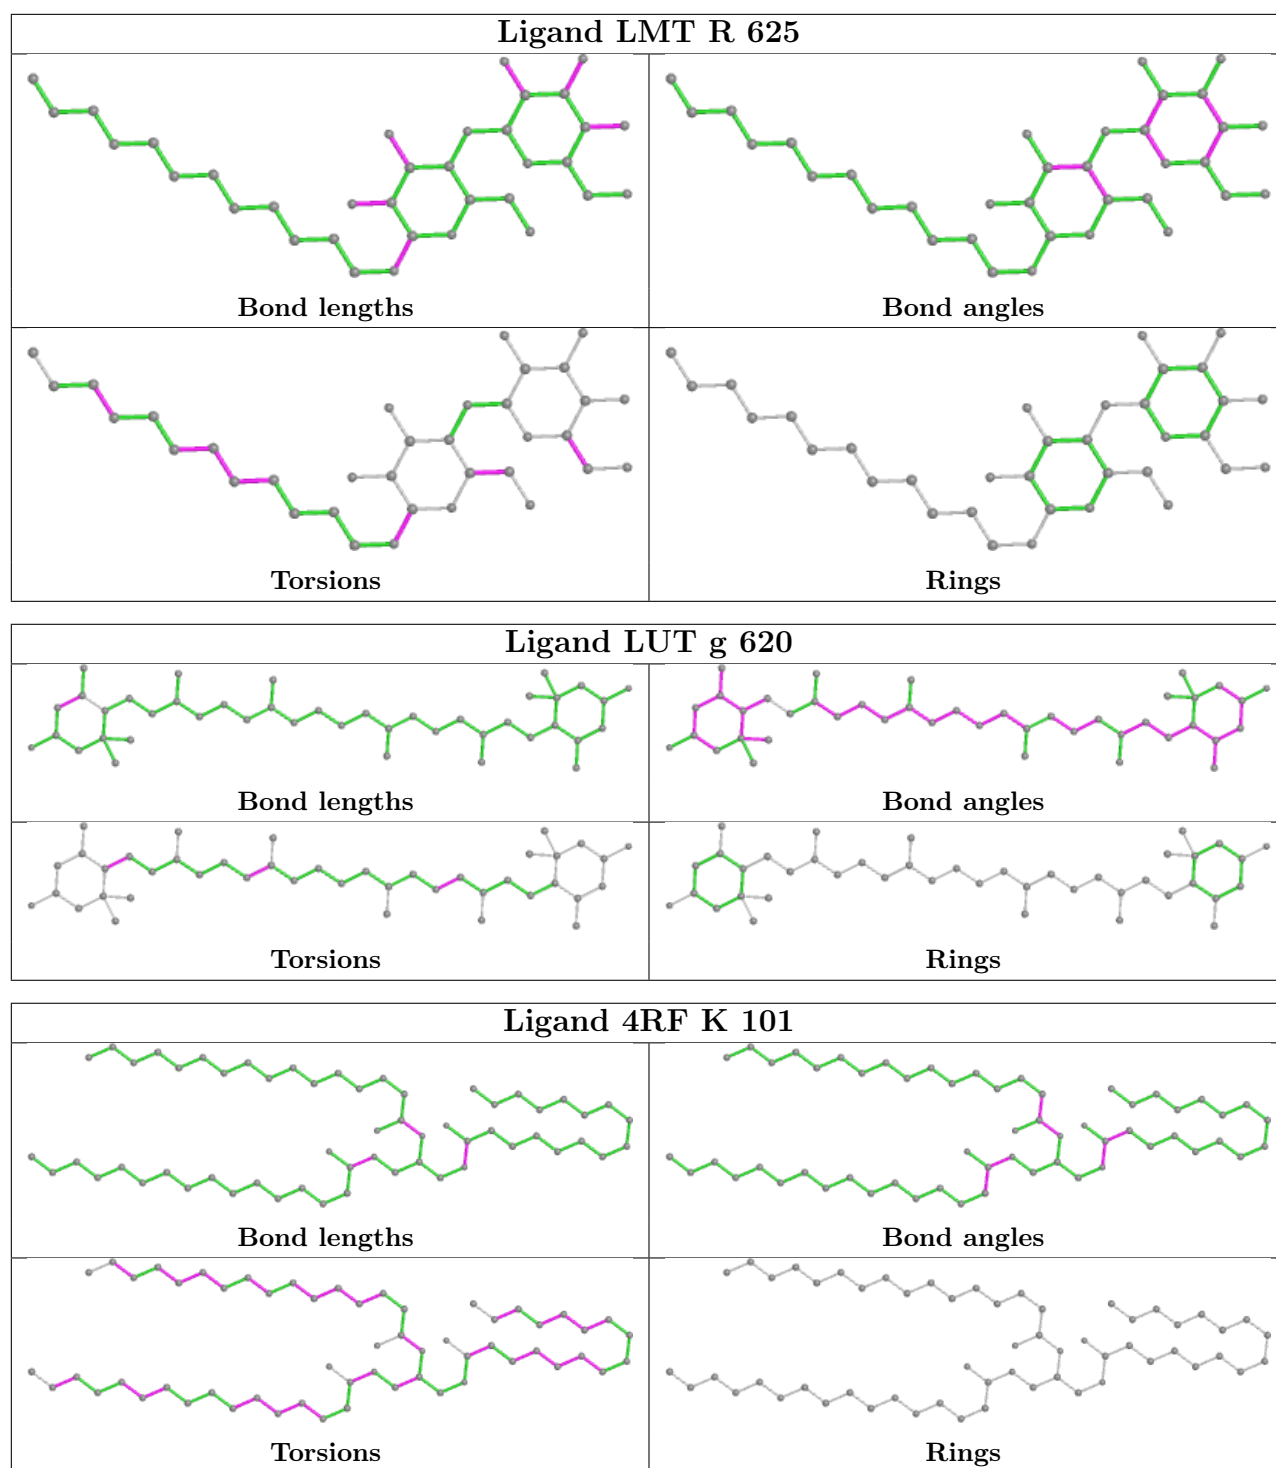 Ligand LMT R 625
Bond lengths
Bond angles
Torsions
Rings
Ligand LUT g 620
Bond lengths
Bond angles
Torsions
Rings
Ligand 4RF K 101
Bond lengths
Bond angles
Torsions
Rings